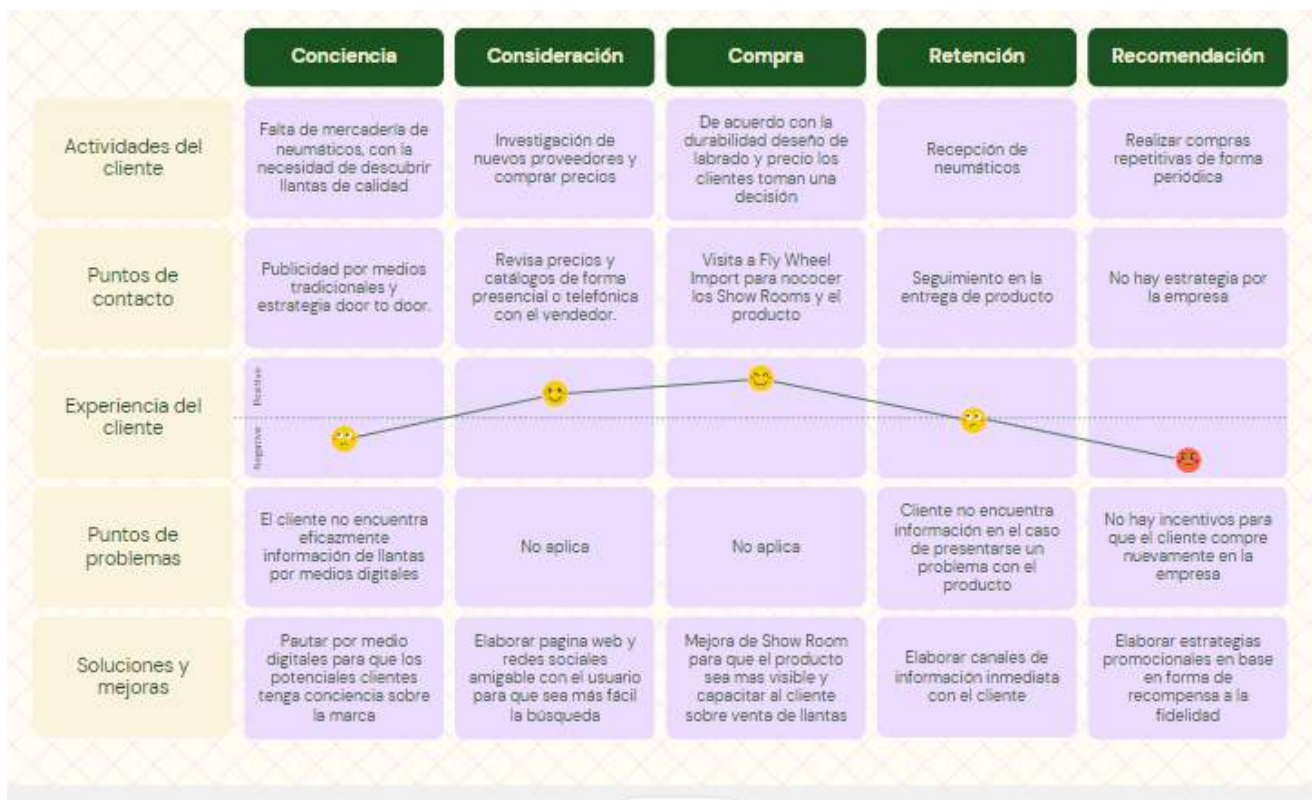 Conciencia
Consideración
Compra
Retención
Recomendación
Actividades del
cliente
Falta de mercadería de
neumáticos, con la
necesidad de descubrir
llantas de calidad
Investigación de
nuevos proveedores y
comprar precios
De acuerdo con la
durabilidad deseño de
labrado y precio los
clientes toman una
decisión
Recepción de
neumáticos
Realizar compras
repetitivas de forma
periódica
Puntos de
contacto
Publicidad por medios
tradicionales y
estrategia door to door.
Revisa precios y
catálogos de forma
presencial o telefónica
con el vendedor.
Visita a Fly Wheel
Import para nococer
los Show Rooms y el
producto
Seguimiento en la
entrega de producto
No hay estrategia por
la empresa
Experiencia del
cliente
Positivo
Negativo
Puntos de
problemas
El cliente no encuentra
eficazmente
información de llantas
por medios digitales
No aplica
No aplica
Cliente no encuentra
información en el caso
de presentarse un
problema con el
producto
No hay incentivos para
que el cliente compre
nuevamente en la
empresa
Soluciones y
mejoras
Pautar por medio
digitales para que los
potenciales clientes
tenga conciencia sobre
la marca
Elaborar pagina web y
redes sociales
amigable con el usuario
para que sea más fácil
la búsqueda
Mejora de Show Room
para que el producto
sea mas visible y
capacitar al cliente
sobre venta de llantas
Elaborar canales de
información inmediata
con el cliente
Elaborar estrategias
promocionales en base
en forma de
recompensa a la
fidelidad